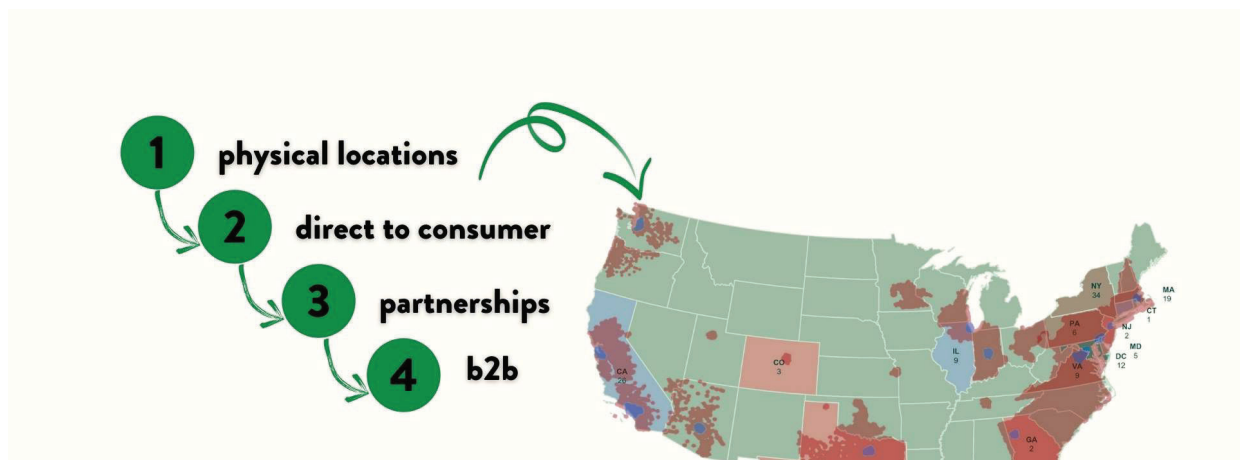 1
physical locations
2
direct to consumer
3
partnerships
4
b2b
NY
34
MA
19
CT
1
PA
6
NJ
2
MD
5
DC
12
VA
9
IL
9
CO
3
CA
20
GA
2